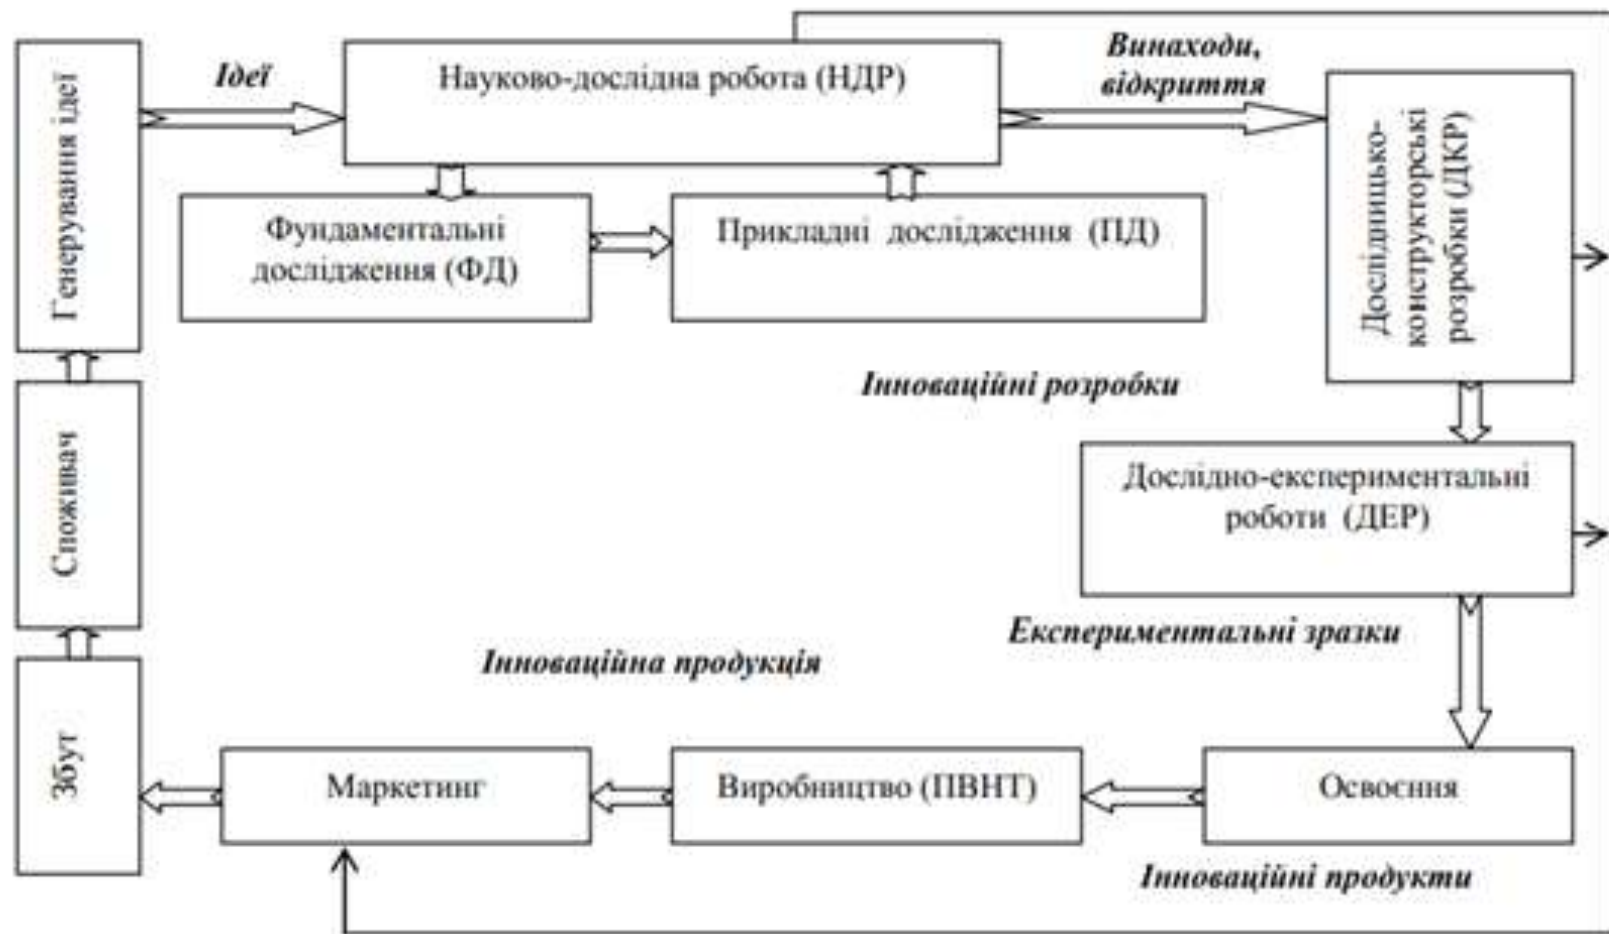 Генерування ідеї
Ідеї
Науково-дослідна робота (НДР)
Винаходи,
відкриття
Дослідницько-
конструкторські
розробки (ДКР)
Фундаментальні
дослідження (ФД)
Прикладні дослідження (ПД)
Інноваційні розробки
Споживач
Дослідно-експериментальні
роботи (ДЕР)
Експериментальні зразки
Інноваційна продукція
Збут
Маркетинг
Виробництво (ПВНТ)
Освоєння
Інноваційні продукти